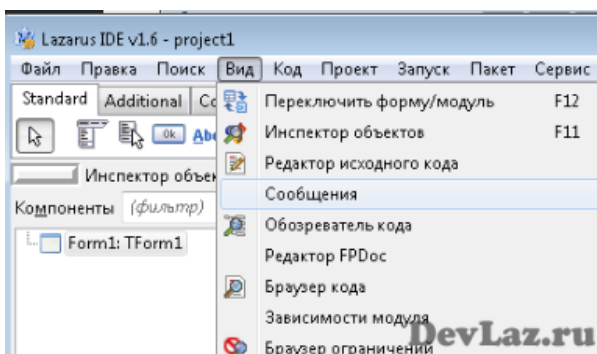 Lazarus IDE v1.6 - project1
Файл Правка Поиск Вид Код Проект Запуск Пакет Сервис
Standard Additional
Переключить форму/модуль F12
Ok
Инспектор объектов F11
Редактор исходного кода
Инспектор
Сообщения
Компоненты (фильтр)
Обозреватель кода
Form1: TForm1
Редактор FPDoc
Браузер кода
Зависимости модуля
DevLaz.ru
Браузер ограничений